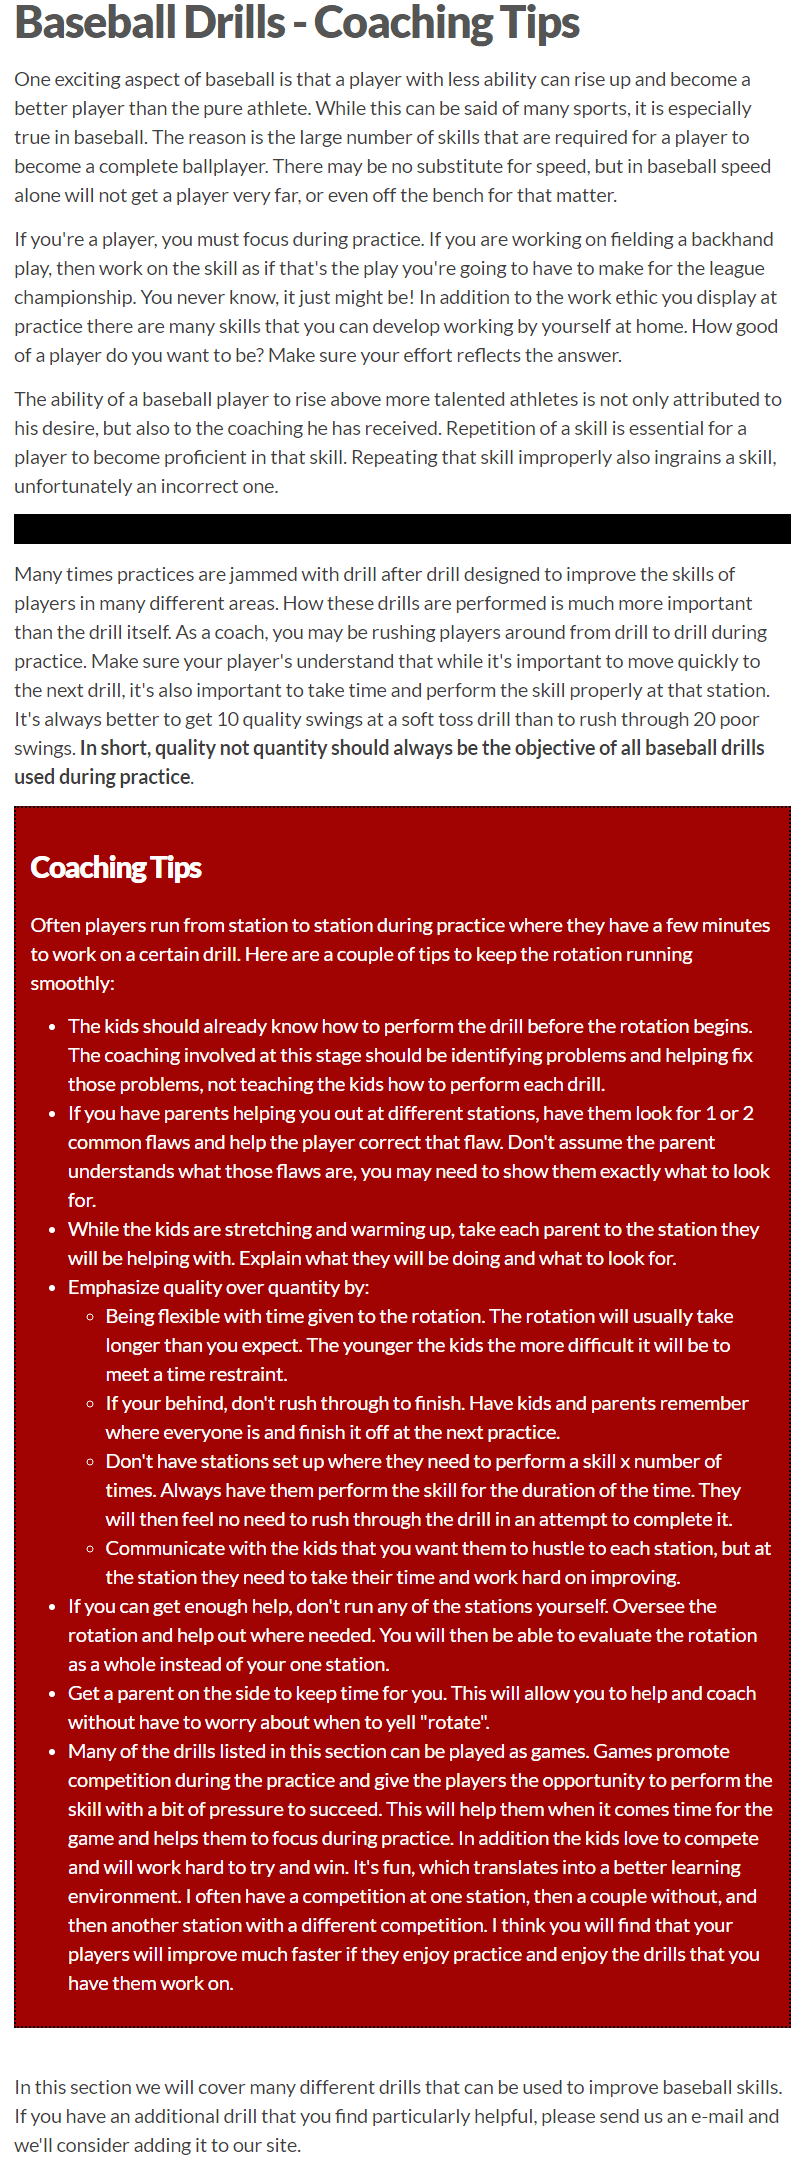 Baseball Drills - Coaching Tips
One exciting aspect of baseball is that a player with less ability can rise up and become a
better player than the pure athlete. While this can be said of many sports, it is especially
true in baseball. The reason is the large number of skills that are required for a player to
become a complete ballplayer. There may be no substitute for speed, but in baseball speed
alone will not get a player very far, or even off the bench for that matter.
If you're a player, you must focus during practice. If you are working on fielding a backhand
play, then work on the skill as if that's the play you're going to have to make for the league
championship. You never know, it just might be! In addition to the work ethic you display at
practice there are many skills that you can develop working by yourself at home. How good
of a player do you want to be? Make sure your effort reflects the answer.
The ability of a baseball player to rise above more talented athletes is not only attributed to
his desire, but also to the coaching he has received. Repetition of a skill is essential for a
player to become proficient in that skill. Repeating that skill improperly also ingrains a skill,
unfortunately an incorrect one.
Many times practices are jammed with drill after drill designed to improve the skills of
players in many different areas. How these drills are performed is much more important
than the drill itself. As a coach, you may be rushing players around from drill to drill during
practice. Make sure your player's understand that while it's important to move quickly to
the next drill, it's also important to take time and perform the skill properly at that station.
It's always better to get 10 quality swings at a soft toss drill than to rush through 20 poor
swings. In short, quality not quantity should always be the objective of all baseball drills
used during practice.
Coaching Tips
Often players run from station to station during practice where they have a few minutes
to work on a certain drill. Here are a couple of tips to keep the rotation running
smoothly:
• The kids should already know how to perform the drill before the rotation begins.
The coaching involved at this stage should be identifying problems and helping fix
those problems, not teaching the kids how to perform each drill.
• If you have parents helping you out at different stations, have them look for 1 or 2
common flaws and help the player correct that flaw. Don't assume the parent
understands what those flaws are, you may need to show them exactly what to look
for.
• While the kids are stretching and warming up, take each parent to the station they
will be helping with. Explain what they will be doing and what to look for.
• Emphasize quality over quantity by:
◦ Being flexible with time given to the rotation. The rotation will usually take
longer than you expect. The younger the kids the more difficult it will be to
meet a time restraint.
◦ If your behind, don't rush through to finish. Have kids and parents remember
where everyone is and finish it off at the next practice.
◦ Don't have stations set up where they need to perform a skill x number of
times. Always have them perform the skill for the duration of the time. They
will then feel no need to rush through the drill in an attempt to complete it.
◦ Communicate with the kids that you want them to hustle to each station, but at
the station they need to take their time and work hard on improving.
• If you can get enough help, don't run any of the stations yourself. Oversee the
rotation and help out where needed. You will then be able to evaluate the rotation
as a whole instead of your one station.
• Get a parent on the side to keep time for you. This will allow you to help and coach
without have to worry about when to yell "rotate".
• Many of the drills listed in this section can be played as games. Games promote
competition during the practice and give the players the opportunity to perform the
skill with a bit of pressure to succeed. This will help them when it comes time for the
game and helps them to focus during practice. In addition the kids love to compete
and will work hard to try and win. It's fun, which translates into a better learning
environment. I often have a competition at one station, then a couple without, and
then another station with a different competition. I think you will find that your
players will improve much faster if they enjoy practice and enjoy the drills that you
have them work on.
In this section we will cover many different drills that can be used to improve baseball skills.
If you have an additional drill that you find particularly helpful, please send us an e-mail and
we'll consider adding it to our site.